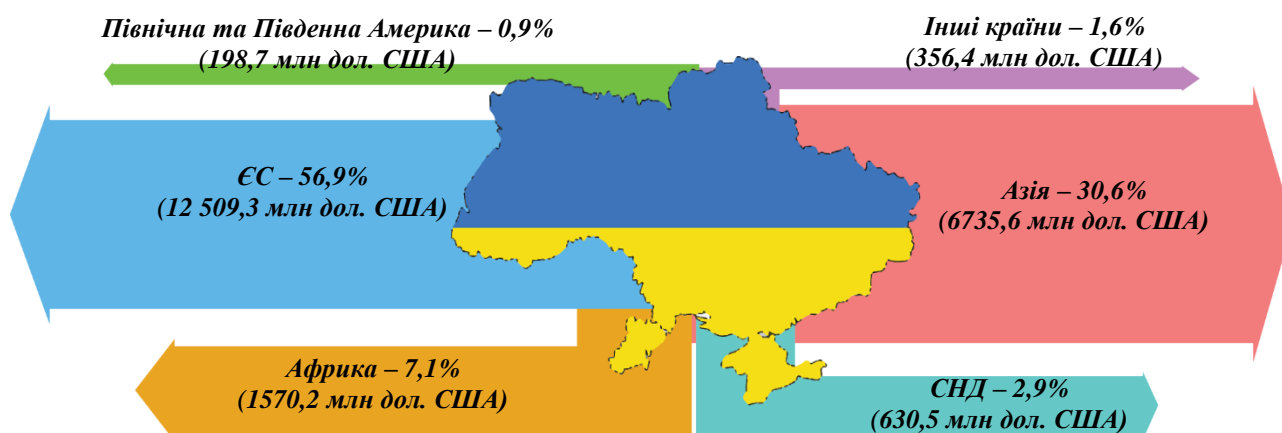 Північна та Південна Америка – 0,9%
(198,7 млн дол. США)
Інші країни – 1,6%
(356,4 млн дол. США)
ЄС – 56,9%
(12 509,3 млн дол. США)
Азія – 30,6%
(6735,6 млн дол. США)
Африка – 7,1%
(1570,2 млн дол. США)
СНД – 2,9%
(630,5 млн дол. США)